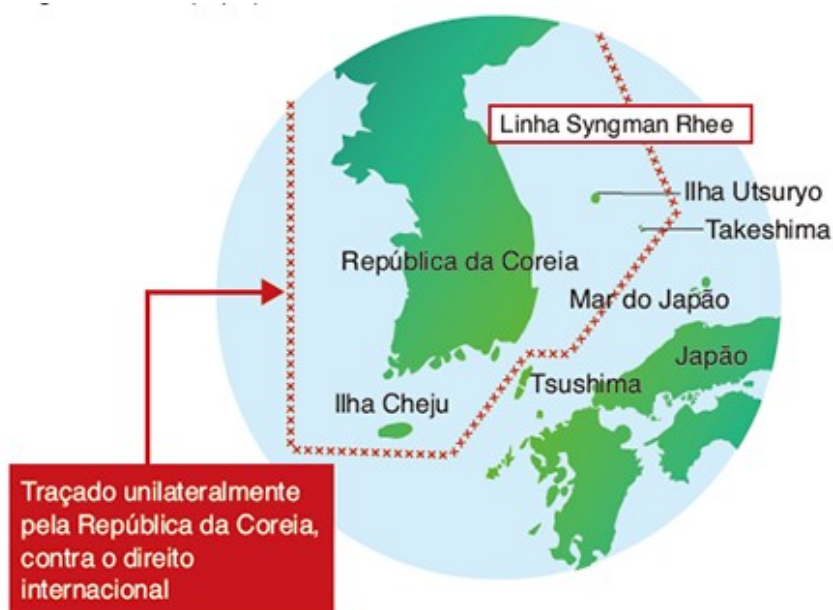 Linha Syngman Rhee
Ilha Utsuryo
Takeshima
República da Coreia
Mar do Japão
Japão
Tsushima
Ilha Cheju
Traçado unilateralmente
pela República da Coreia,
contra o direito
internacional